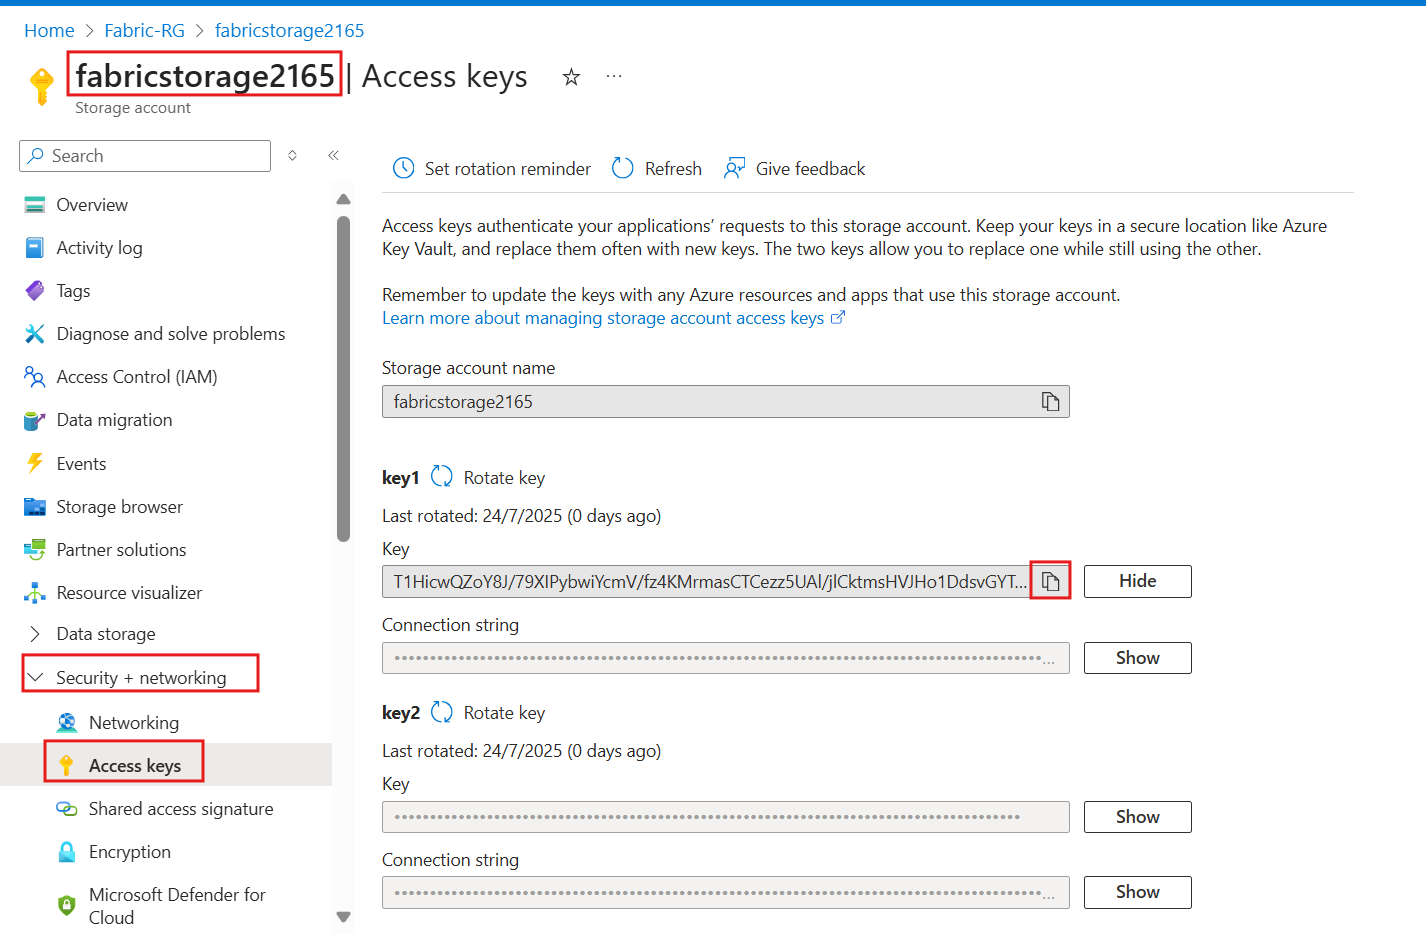 Home > Fabric-RG > fabricstorage2165
fabricstorage2165 | Access keys ...
Storage account
Search
Overview
Activity log
Tags
Diagnose and solve problems
Access Control (IAM)
Data migration
Events
Storage browser
Partner solutions
Resource visualizer
Data storage
Security + networking
Networking
Access keys
Shared access signature
Encryption
Microsoft Defender for
Cloud
Set rotation reminder Refresh Give feedback
Access keys authenticate your applications’ requests to this storage account. Keep your keys in a secure location like Azure
Key Vault, and replace them often with new keys. The two keys allow you to replace one while still using the other.
Remember to update the keys with any Azure resources and apps that use this storage account.
Learn more about managing storage account access keys
Storage account name
fabricstorage2165
key1 Rotate key
Last rotated: 24/7/2025 (0 days ago)
Key
Hide
Connection string
Show
key2 Rotate key
Last rotated: 24/7/2025 (0 days ago)
Key
Show
Connection string
Show